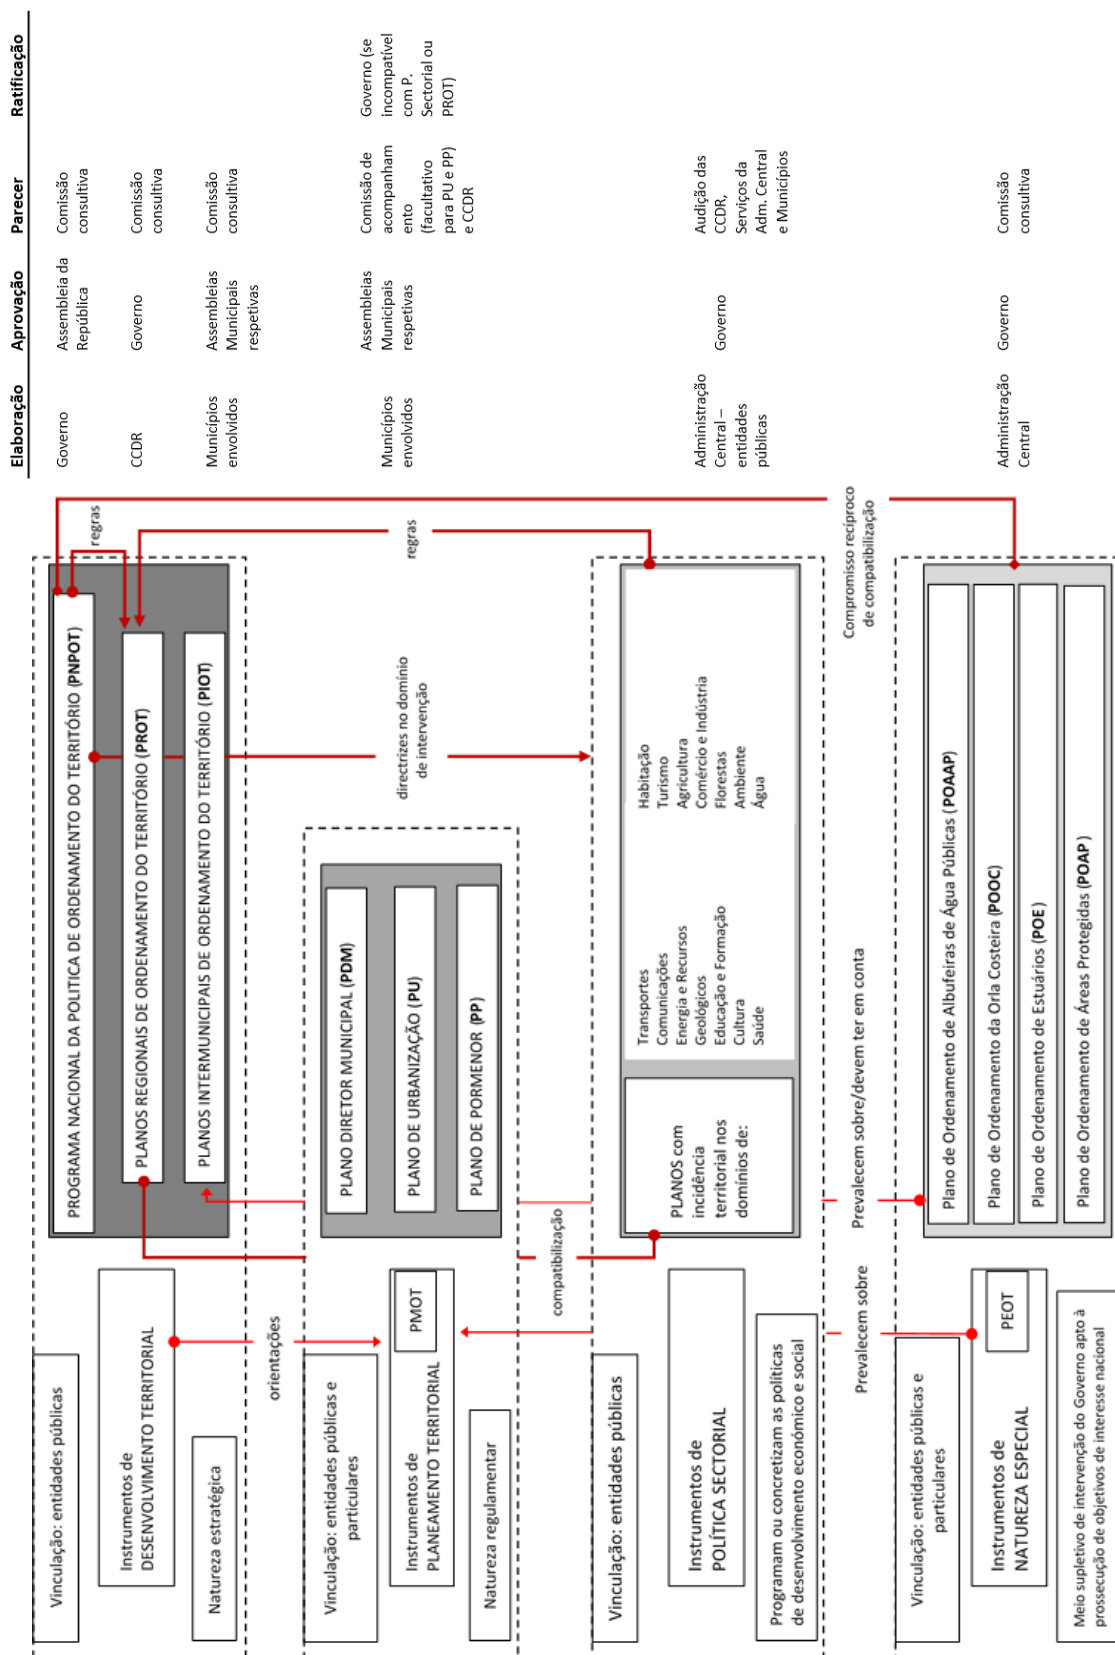 Elaboração Aprovação Parecer Ratificação
Vinculação: entidades públicas
Instrumentos de
DESENVOLVIMENTO TERRITORIAL
Natureza estratégica
PROGRAMA NACIONAL DA POLITICA DE ORDENAMENTO DO TERRITÓRIO (PNPOT)
PLANOS REGIONAIS DE ORDENAMENTO DO TERRITÓRIO (PROT)
PLANOS INTERMUNICIPAIS DE ORDENAMENTO DO TERRITÓRIO (PIOT)
regras
Governo
Assembleia da
República
Comissão
consultiva
CCDR
Governo
Comissão
consultiva
Municípios
envolvidos
Assembleias
Municipais
respetivas
Comissão
consultiva
orientações
directrizes no domínio
de intervenção
regras
Vinculação: entidades públicas e
particulares
Instrumentos de
PLANEAMENTO TERRITORIAL
PMOT
Natureza regulamentar
PLANO DIRETOR MUNICIPAL (PDM)
PLANO DE URBANIZAÇÃO (PU)
PLANO DE PORMENOR (PP)
Municípios
envolvidos
Assembleias
Municipais
respetivas
Comissão de
acompanham
ento
(facultativo
para PU e PP)
e CCDR
Governo (se
incompatível
com P.
Sectorial ou
PROT)
compatibilização
Vinculação: entidades públicas
Instrumentos de
POLÍTICA SECTORIAL
Programam ou concretizam as políticas
de desenvolvimento económico e social
PLANOS com
incidência
territorial nos
domínios de:
Transportes
Comunicações
Energia e Recursos
Geológicos
Educação e Formação
Cultura
Saúde
Habitação
Turismo
Agricultura
Comércio e Indústria
Florestas
Ambiente
Água
Administração
Central –
entidades
públicas
Governo
Audição das
CCDR,
Serviços da
Adm. Central
e Municípios
Prevalecem sobre
Prevalecem sobre/devem ter em conta
Compromisso recíproco
de compatibilização
Vinculação: entidades públicas e
particulares
Instrumentos de
NATUREZA ESPECIAL
PEOT
Meio supletivo de intervenção do Governo apto à
prossecução de objetivos de interesse nacional
Plano de Ordenamento de Albufeiras de Água Públicas (POAAP)
Plano de Ordenamento da Orla Costeira (POOC)
Plano de Ordenamento de Estuários (POE)
Plano de Ordenamento de Áreas Protegidas (POAP)
Administração
Central
Governo
Comissão
consultiva